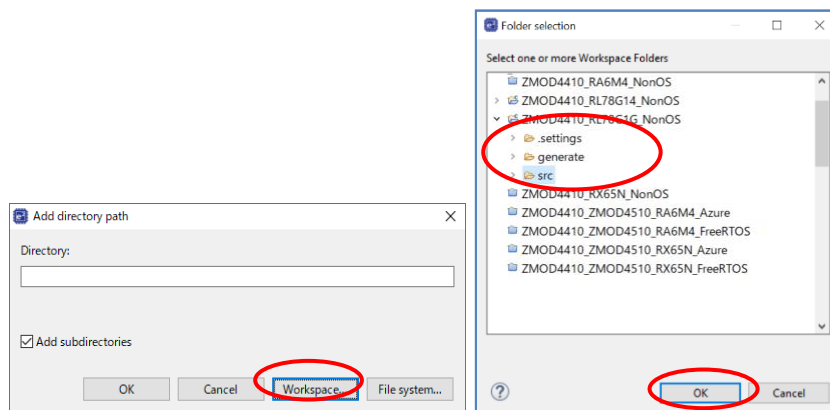 Add directory path
Directory:
Add subdirectories
OK
Cancel
Workspace...
File system...
Folder selection
Select one or more Workspace Folders
ZMOD4410_RA6M4_NonOS
ZMOD4410_RL78G14_NonOS
ZMOD4410_RL78G1G_NonOS
.settings
generate
src
ZMOD4410_RX65N_NonOS
ZMOD4410_ZMOD4510_RA6M4_Azure
ZMOD4410_ZMOD4510_RA6M4_FreeRTOS
ZMOD4410_ZMOD4510_RX65N_Azure
ZMOD4410_ZMOD4510_RX65N_FreeRTOS
?
OK
Cancel